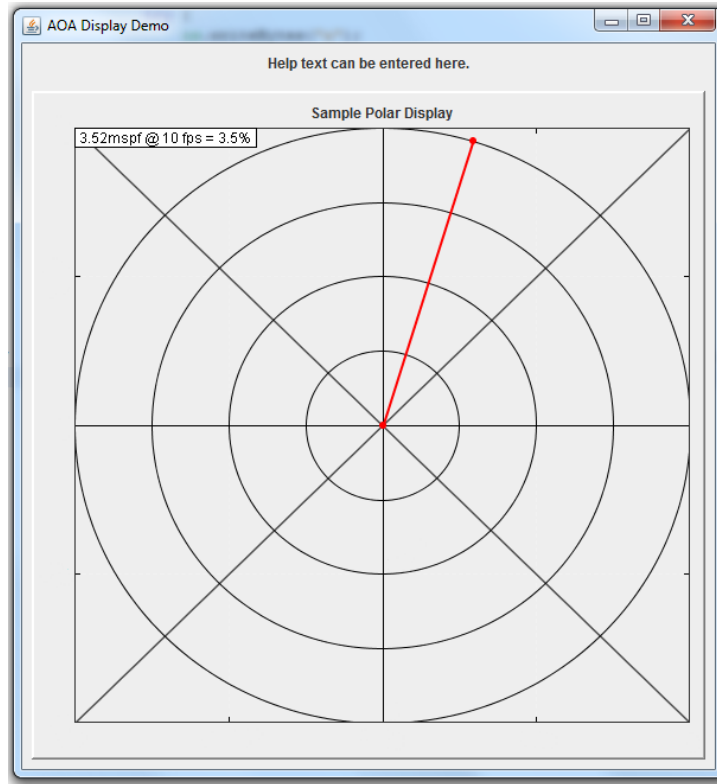 AOA Display Demo
Help text can be entered here.
Sample Polar Display
3.52mspf @ 10 fps = 3.5%